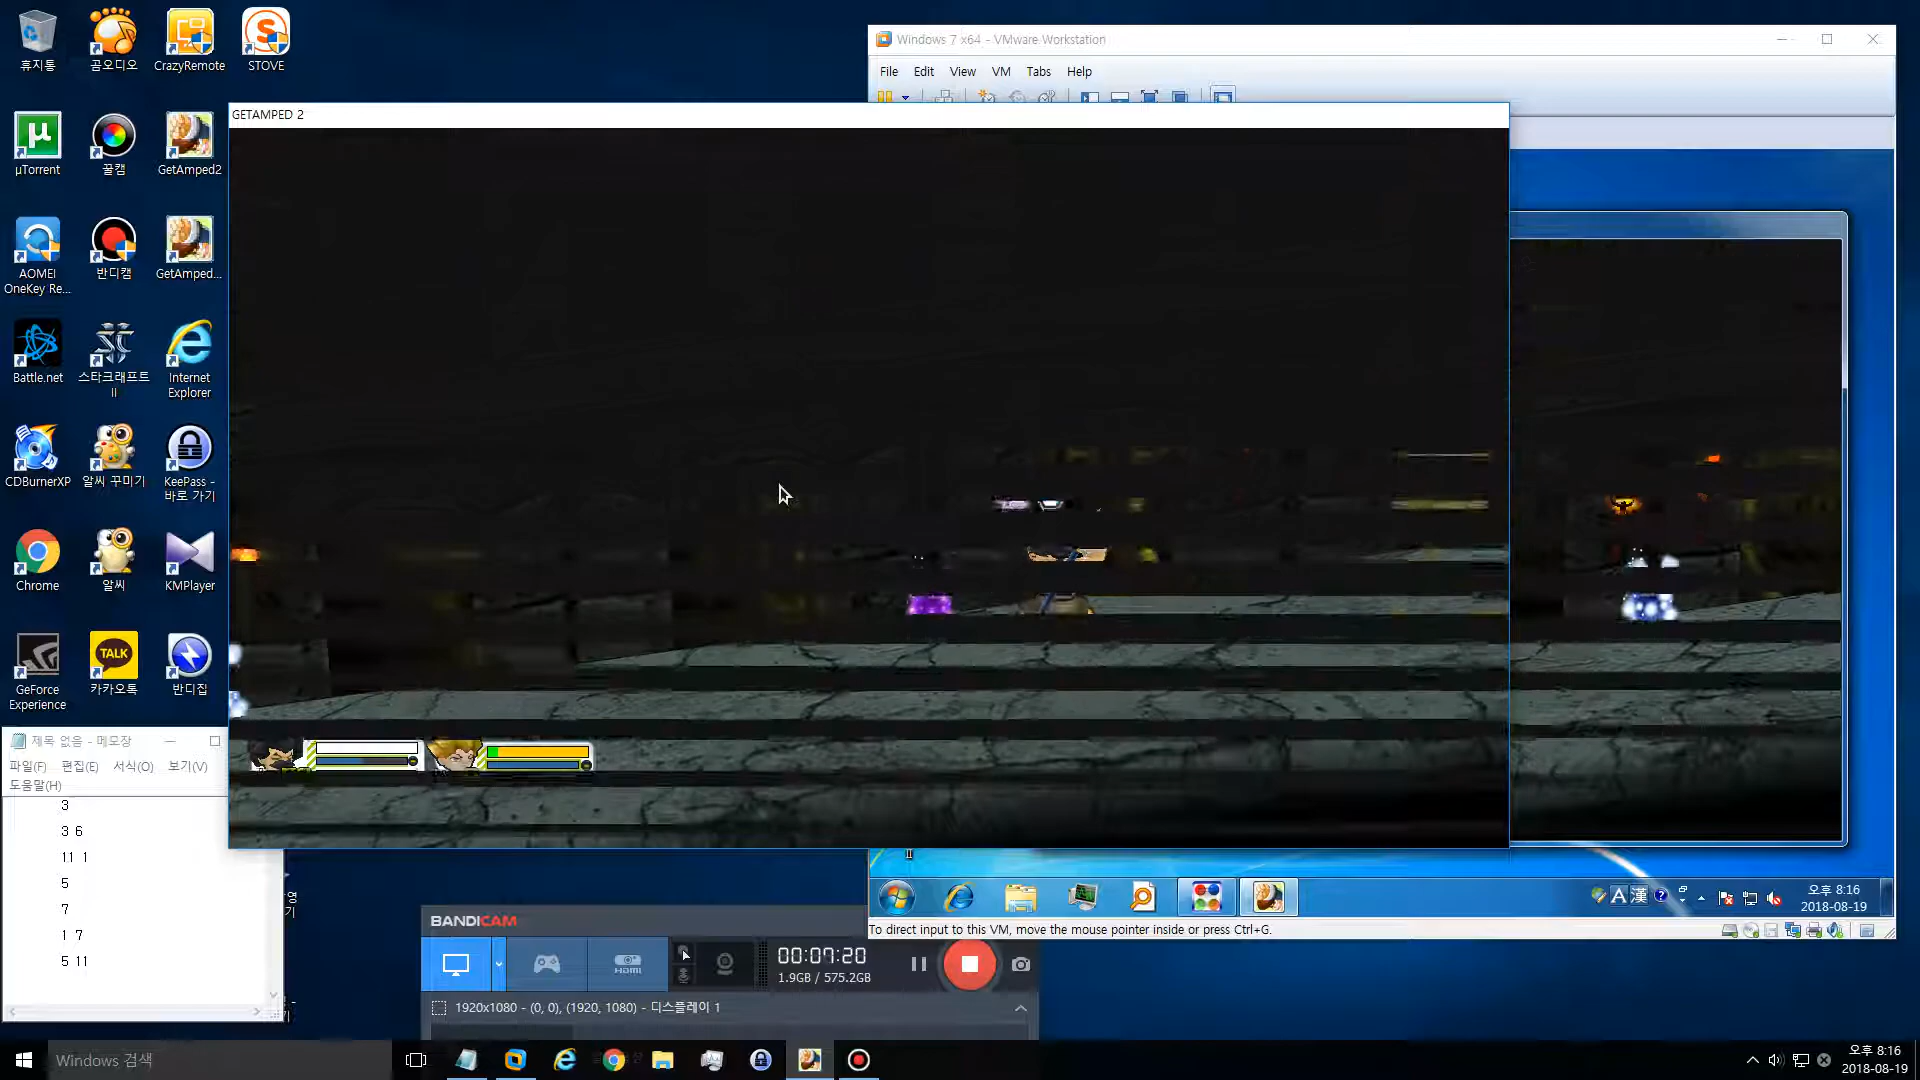 휴지통
곰오디오
CrazyRemote
STOVE
µTorrent
꿀캠
GetAmped2
AOMEI
OneKey Re...
반디캠
GetAmped...
Battle.net
스타크래프트
II
Internet
Explorer
CDBurnerXP
알씨 꾸미기
KeePass -
바로 가기
Chrome
알씨
KMPlayer
GeForce
Experience
TALK
카카오톡
반디집
GETAMPED 2
Windows 7 x64 - VMware Workstation
File Edit View VM Tabs Help
제목 없음 - 메모장
파일(F) 편집(E) 서식(O) 보기(V)
도움말(H)
3
3 6
11 1
5
7
1 7
5 11
BANDICAM
HDMI
00:07:20
1.9GB / 575.2GB
1920x1080 - (0, 0), (1920, 1080) - 디스플레이 1
A 漢
오후 8:16
2018-08-19
To direct input to this VM, move the mouse pointer inside or press Ctrl+G.
Windows 검색
오후 8:16
2018-08-19